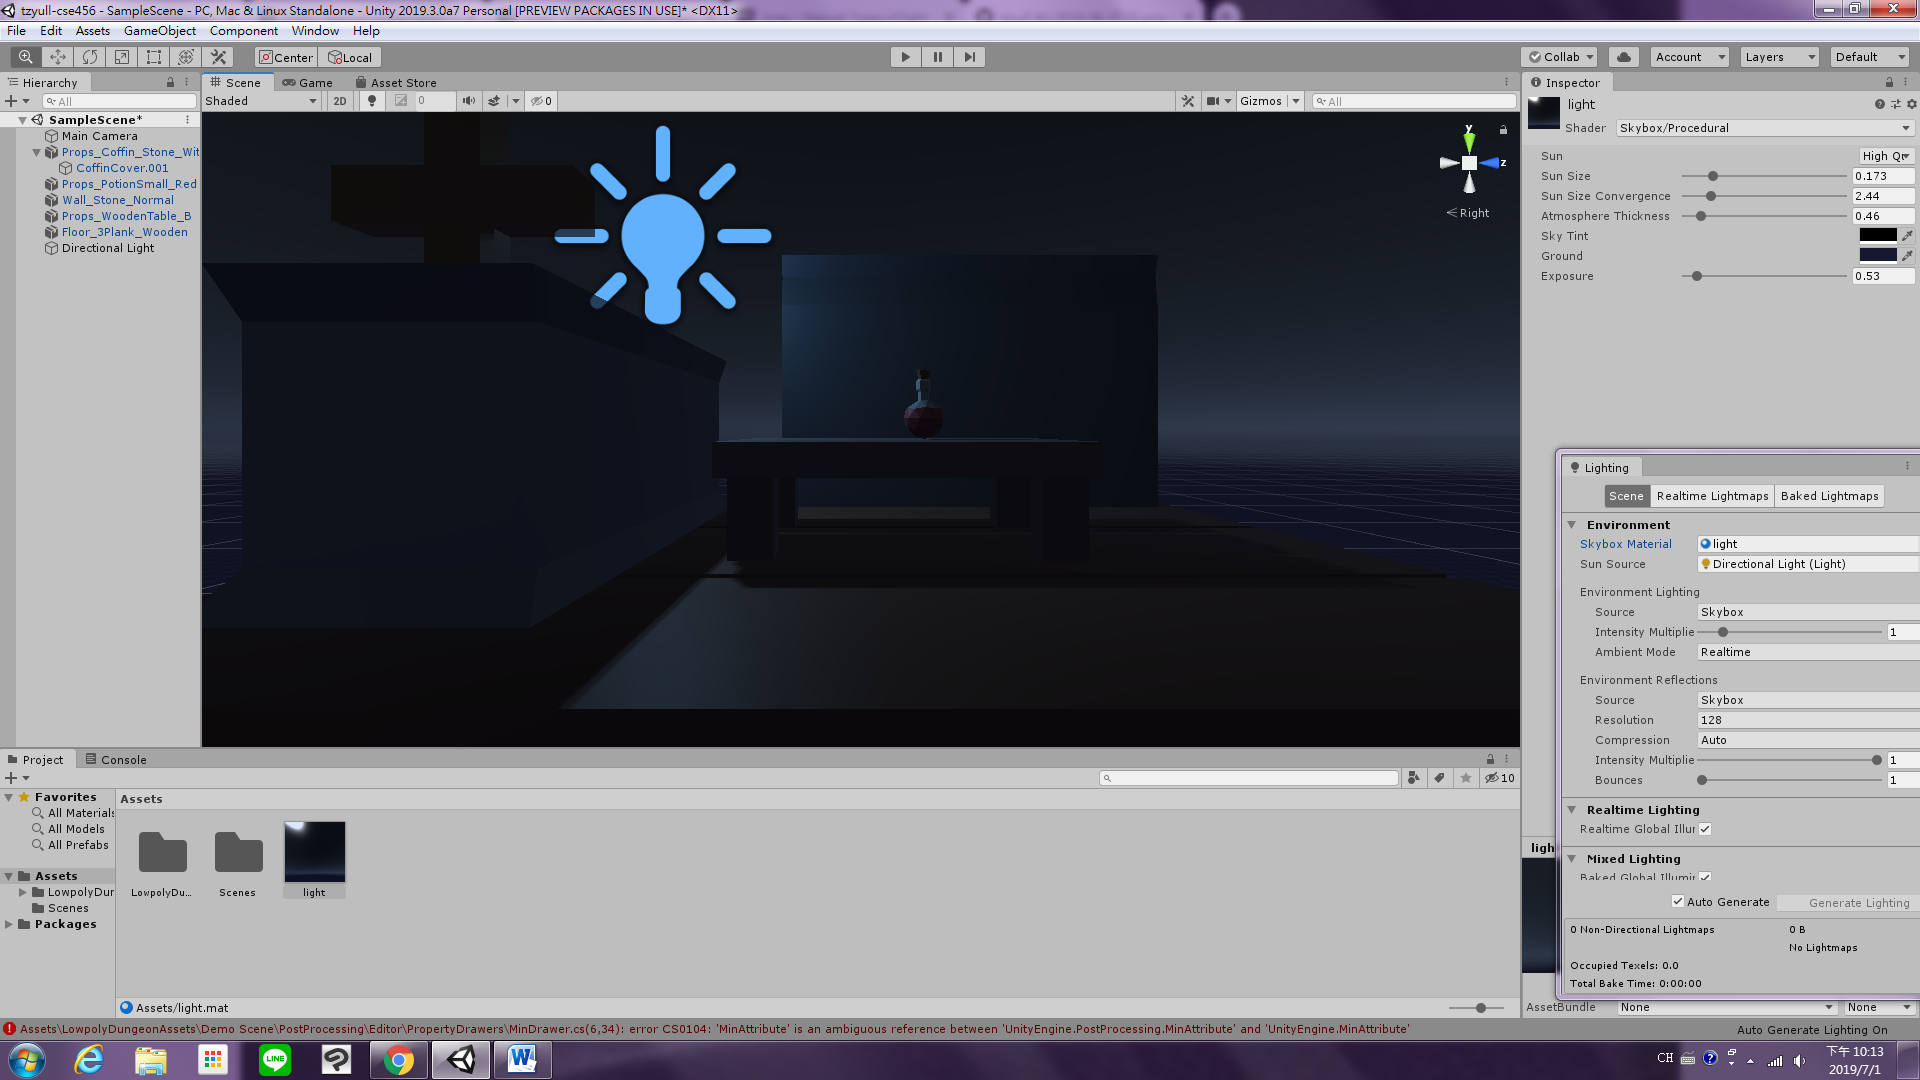 tzyull-cse456 - SampleScene - PC, Mac & Linux Standalone - Unity 2019.3.0a7 Personal [PREVIEW PACKAGES IN USE]* <DX11>
File Edit Assets GameObject Component Window Help
Center Local
Collab Account Layers Default
Hierarchy
All
SampleScene*
Main Camera
Props_Coffin_Stone_Wit
CoffinCover.001
Props_PotionSmall_Red
Wall_Stone_Normal
Props_WoodenTable_B
Floor_3Plank_Wooden
Directional Light
Scene Game Asset Store
Shaded 2D 0 0 Gizmos All
y
z
Right
Inspector
light
Shader Skybox/Procedural
Sun High Qu
Sun Size 0.173
Sun Size Convergence 2.44
Atmosphere Thickness 0.46
Sky Tint
Ground
Exposure 0.53
Lighting
Scene Realtime Lightmaps Baked Lightmaps
Environment
Skybox Material light
Sun Source Directional Light (Light)
Environment Lighting
Source Skybox
Intensity Multiplie 1
Ambient Mode Realtime
Environment Reflections
Source Skybox
Resolution 128
Compression Auto
Intensity Multiplie 1
Bounces 1
Realtime Lighting
Realtime Global Illur
Mixed Lighting
Baked Global Illumir
Auto Generate Generate Lighting
0 Non-Directional Lightmaps 0 B
No Lightmaps
Occupied Texels: 0.0
Total Bake Time: 0:00:00
ligh
AssetBundle None None
Project Console
10
Favorites
All Materials
All Models
All Prefabs
Assets
LowpolyDur
Scenes
Packages
Assets
LowpolyDu...
Scenes
light
Assets/light.mat
Assets\LowpolyDungeonAssets\Demo Scene\PostProcessing\Editor\PropertyDrawers\MinDrawer.cs(6,34): error CS0104: 'MinAttribute' is an ambiguous reference between 'UnityEngine.PostProcessing.MinAttribute' and 'UnityEngine.MinAttribute'
Auto Generate Lighting On
LINE
CH
下午 10:13
2019/7/1